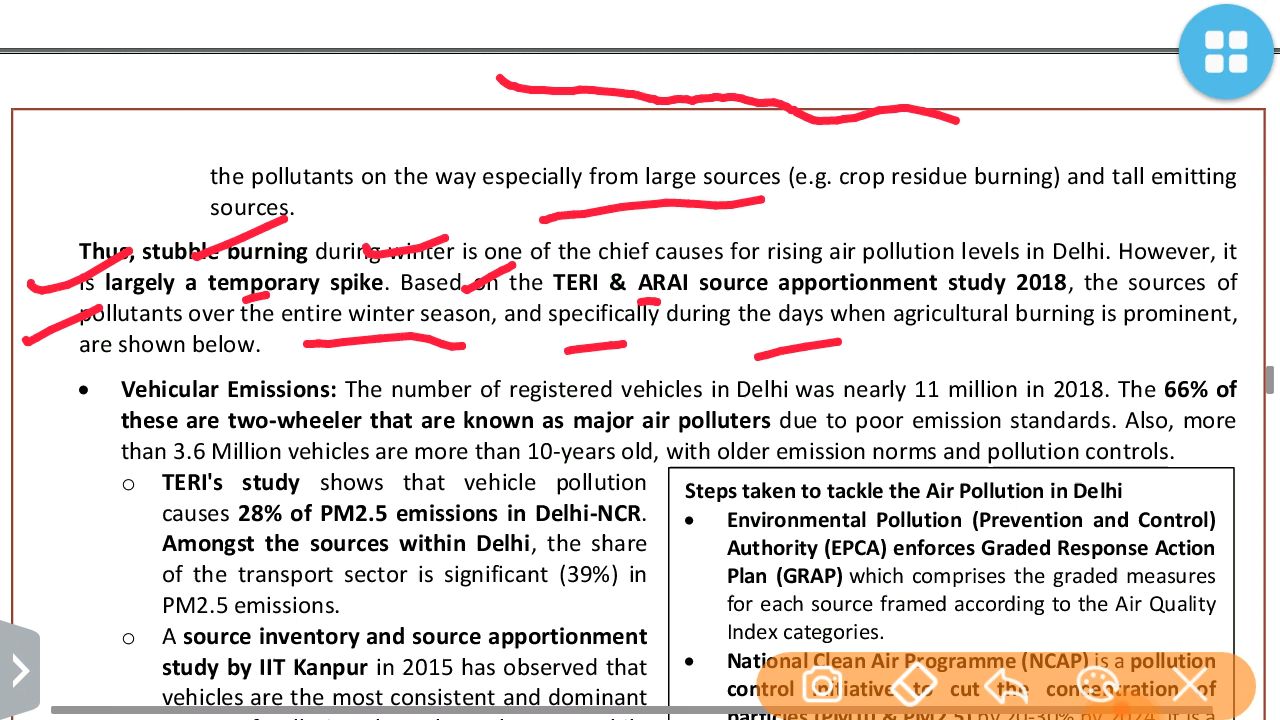 the pollutants on the way especially from large sources (e.g. crop residue burning) and tall emitting
sources.
Thus, stubble burning during winter is one of the chief causes for rising air pollution levels in Delhi. However, it
is largely a temporary spike. Based on the TERI & ARAI source apportionment study 2018, the sources of
pollutants over the entire winter season, and specifically during the days when agricultural burning is prominent,
are shown below.
• Vehicular Emissions: The number of registered vehicles in Delhi was nearly 11 million in 2018. The 66% of
these are two-wheeler that are known as major air polluters due to poor emission standards. Also, more
than 3.6 Million vehicles are more than 10-years old, with older emission norms and pollution controls.
o TERI's study shows that vehicle pollution
causes 28% of PM2.5 emissions in Delhi-NCR.
Amongst the sources within Delhi, the share
of the transport sector is significant (39%) in
PM2.5 emissions.
o A source inventory and source apportionment
study by IIT Kanpur in 2015 has observed that
vehicles are the most consistent and dominant
Steps taken to tackle the Air Pollution in Delhi
• Environmental Pollution (Prevention and Control)
Authority (EPCA) enforces Graded Response Action
Plan (GRAP) which comprises the graded measures
for each source framed according to the Air Quality
Index categories.
• National Clean Air Programme (NCAP) is a pollution
control initiative to cut the concentration of
particles (PM10 & PM2.5) by 20-30% by 2024. It is a